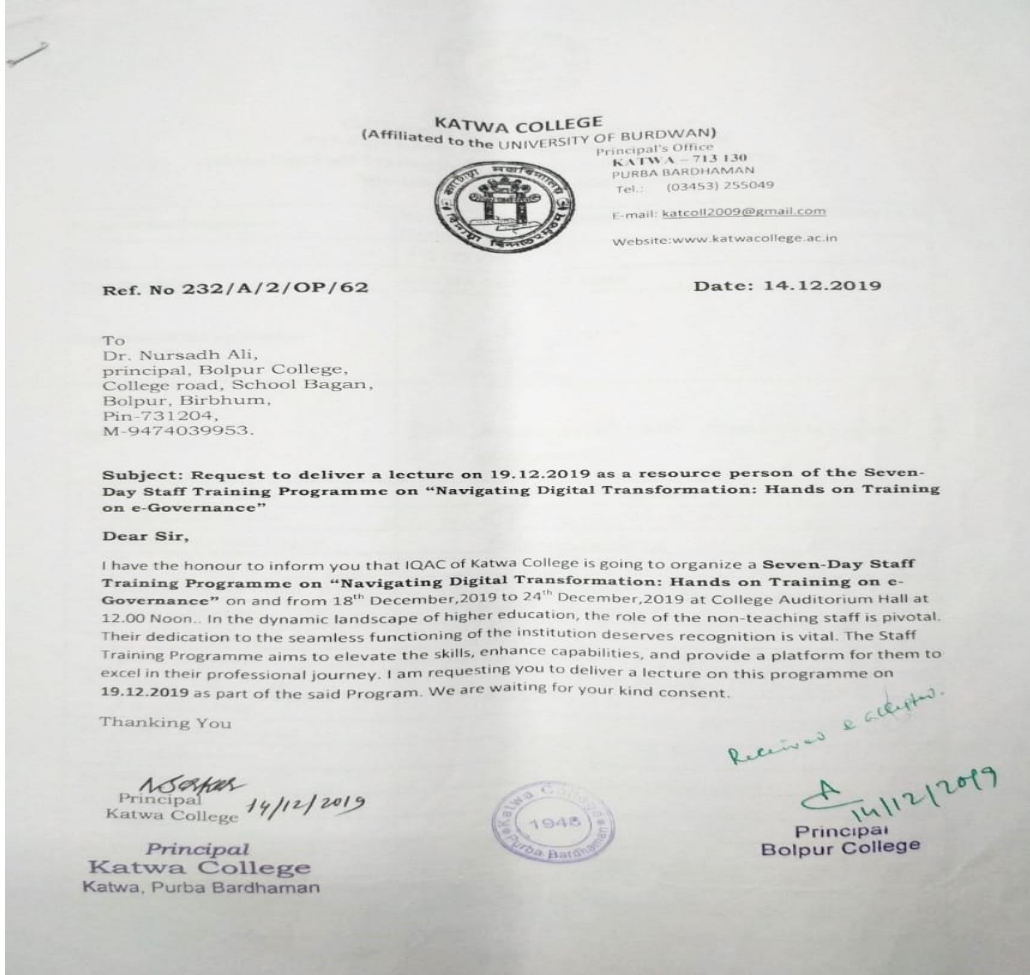 KATWA COLLEGE
(Affiliated to the UNIVERSITY OF BURDWAN)
Principal's Office
KATWA – 713 130
PURBA BARDHAMAN
Tel.: (03453) 255049
E-mail: katcoll2009@gmail.com
Website:www.katwacollege.ac.in
Ref. No 232/A/2/OP/62
Date: 14.12.2019
To
Dr. Nursadh Ali,
principal, Bolpur College,
College road, School Bagan,
Bolpur, Birbhum,
Pin-731204,
M-9474039953.
Subject: Request to deliver a lecture on 19.12.2019 as a resource person of the Seven-
Day Staff Training Programme on “Navigating Digital Transformation: Hands on Training
on e-Governance”
Dear Sir,
I have the honour to inform you that IQAC of Katwa College is going to organize a Seven-Day Staff
Training Programme on “Navigating Digital Transformation: Hands on Training on e-
Governance” on and from 18th December,2019 to 24th December,2019 at College Auditorium Hall at
12.00 Noon.. In the dynamic landscape of higher education, the role of the non-teaching staff is pivotal.
Their dedication to the seamless functioning of the institution deserves recognition is vital. The Staff
Training Programme aims to elevate the skills, enhance capabilities, and provide a platform for them to
excel in their professional journey. I am requesting you to deliver a lecture on this programme on
19.12.2019 as part of the said Program. We are waiting for your kind consent.
Thanking You
Received & accepted.
Principal
Katwa College
14/12/2019
Principal
Katwa College
Katwa, Purba Bardhaman
Katwa College
1948
Purba Bardhaman
14/12/2019
Principal
Bolpur College